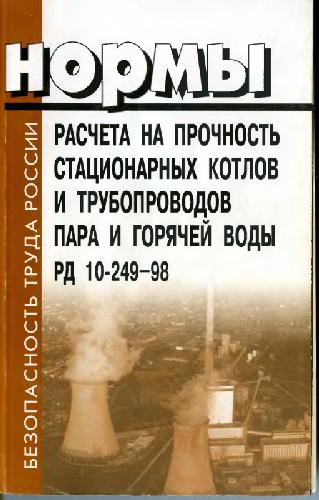 НОРМЫ
РАСЧЕТА НА ПРОЧНОСТЬ
СТАЦИОНАРНЫХ КОТЛОВ
И ТРУБОПРОВОДОВ
ПАРА И ГОРЯЧЕЙ ВОДЫ
РД 10-249-98
БЕЗОПАСНОСТЬ ТРУДА РОССИИ